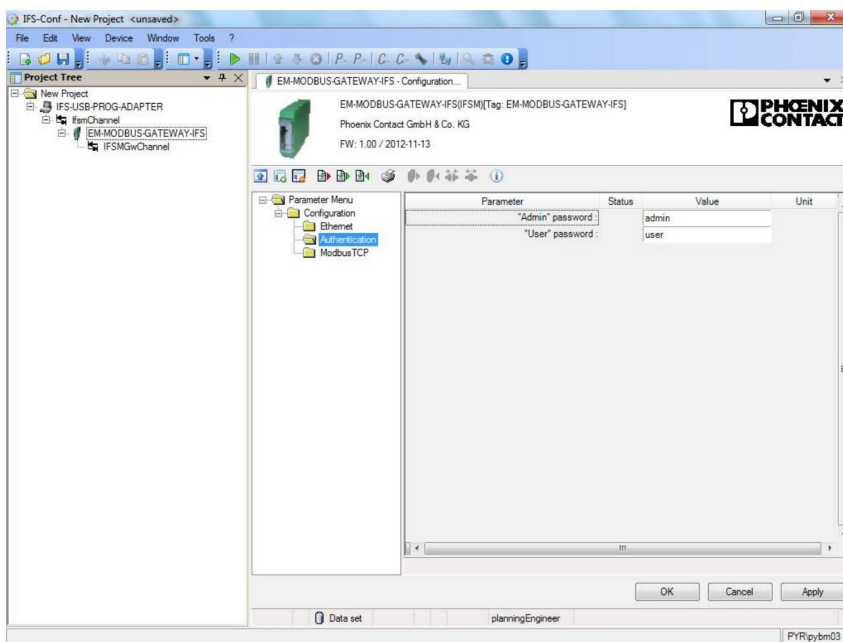 IFS-Conf - New Project <unsaved>
File Edit View Device Window Tools ?
Project Tree
New Project
IFS-USB-PROG-ADAPTER
IfsmChannel
EM-MODBUS-GATEWAY-IFS
IFSMGwChannel
EM-MODBUS-GATEWAY-IFS - Configuration...
EM-MODBUS-GATEWAY-IFS(IFSM)[Tag: EM-MODBUS-GATEWAY-IFS]
Phoenix Contact GmbH & Co. KG
FW: 1.00 / 2012-11-13
PHŒNIX
CONTACT
Parameter Menu
Configuration
Ethernet
Authentication
ModbusTCP
Parameter Status Value Unit
"Admin" password : admin
"User" password : user
OK Cancel Apply
Data set planningEngineer
PYR\pybm03